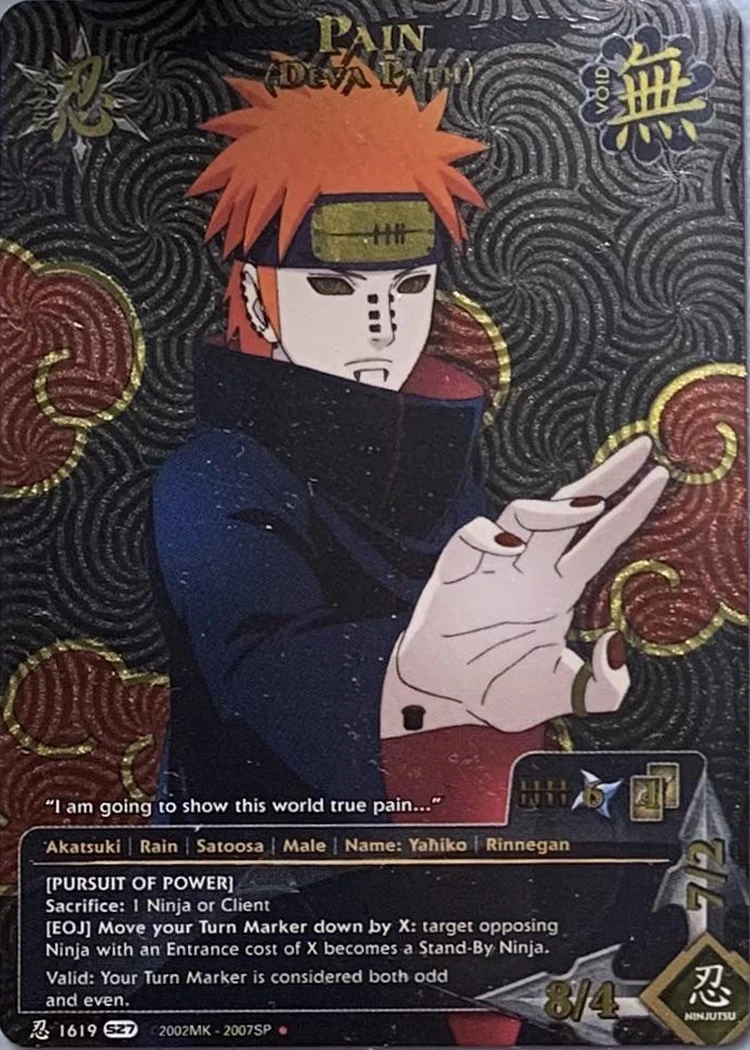 PAIN
(DEVA PATH)
NINJA
忍
VOID
無
"I am going to show this world true pain..."
6
1
Akatsuki | Rain | Satoosa | Male | Name: Yahiko | Rinnegan
7/2
[PURSUIT OF POWER]
Sacrifice: 1 Ninja or Client
[EOJ] Move your Turn Marker down by X: target opposing
Ninja with an Entrance cost of X becomes a Stand-By Ninja.
Valid: Your Turn Marker is considered both odd
and even.
8/4
忍
NINJUTSU
忍 1619 S27 ©2002MK - 2007SP